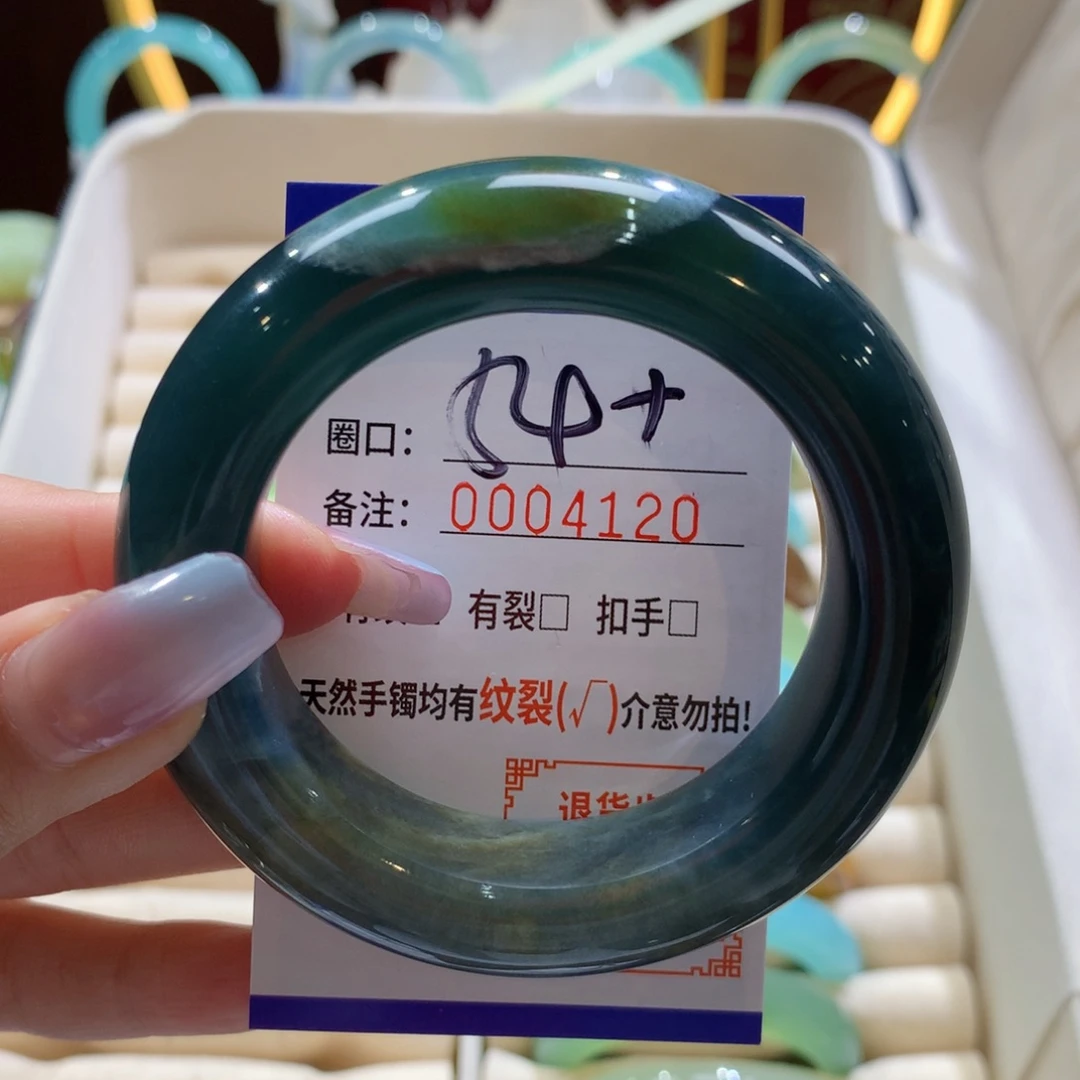 圈口: 54+
备注: 0004120
有裂□ 扣手□
天然手镯均有纹裂(√)介意勿拍!
退货